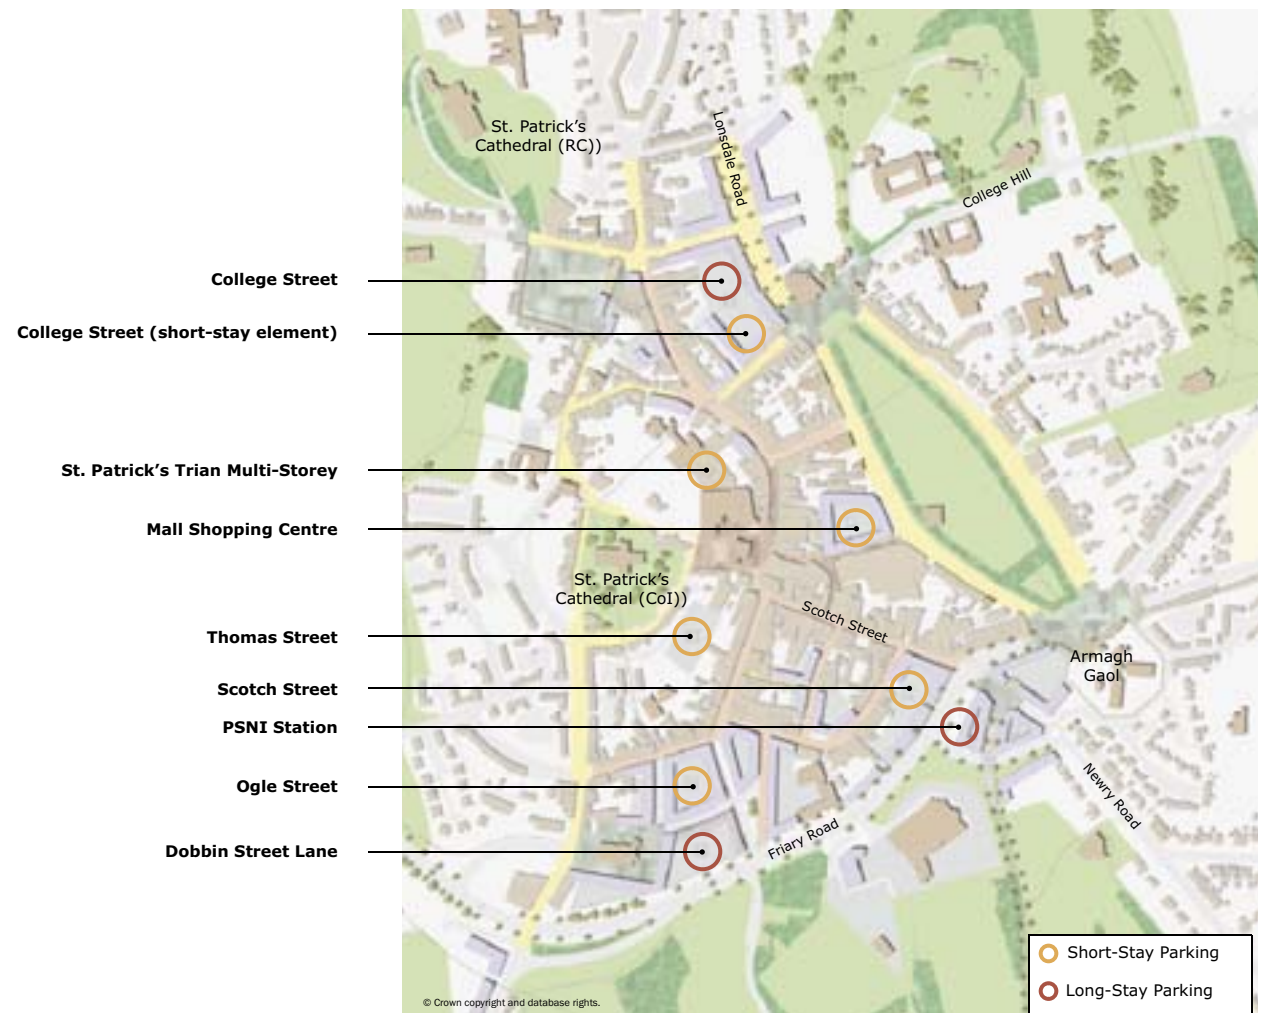 St. Patrick's
Cathedral (RC))
Lonsdale Road
College Hill
College Street
College Street (short-stay element)
St. Patrick's Trian Multi-Storey
Mall Shopping Centre
St. Patrick's
Cathedral (CoI))
Scotch Street
Thomas Street
Armagh
Gaol
Scotch Street
PSNI Station
Newry Road
Ogle Street
Friary Road
Dobbin Street Lane
Short-Stay Parking
Long-Stay Parking
© Crown copyright and database rights.